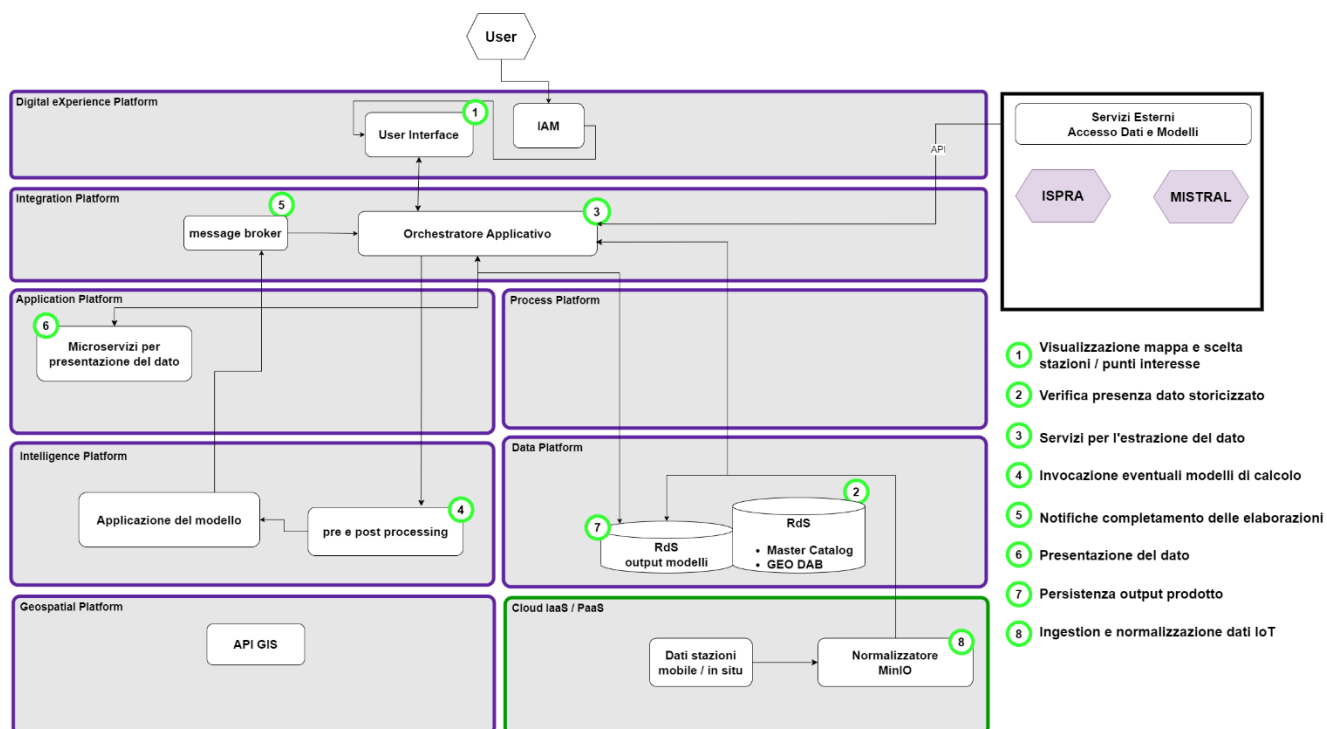 User
Digital eXperience Platform
1
User Interface
IAM
Servizi Esterni
Accesso Dati e Modelli
API
ISPRA
MISTRAL
Integration Platform
5
message broker
3
Orchestratore Applicativo
Application Platform
6
Microservizi per
presentazione del dato
Process Platform
Intelligence Platform
Applicazione del modello
4
pre e post processing
Data Platform
2
RdS
• Master Catalog
• GEO DAB
7
RdS
output modelli
Geospatial Platform
API GIS
Cloud IaaS / PaaS
Dati stazioni
mobile / in situ
8
Normalizzatore
MinIO
1 Visualizzazione mappa e scelta
stazioni / punti interesse
2 Verifica presenza dato storicizzato
3 Servizi per l'estrazione del dato
4 Invocazione eventuali modelli di calcolo
5 Notifiche completamento delle elaborazioni
6 Presentazione del dato
7 Persistenza output prodotto
8 Ingestion e normalizzazione dati IoT